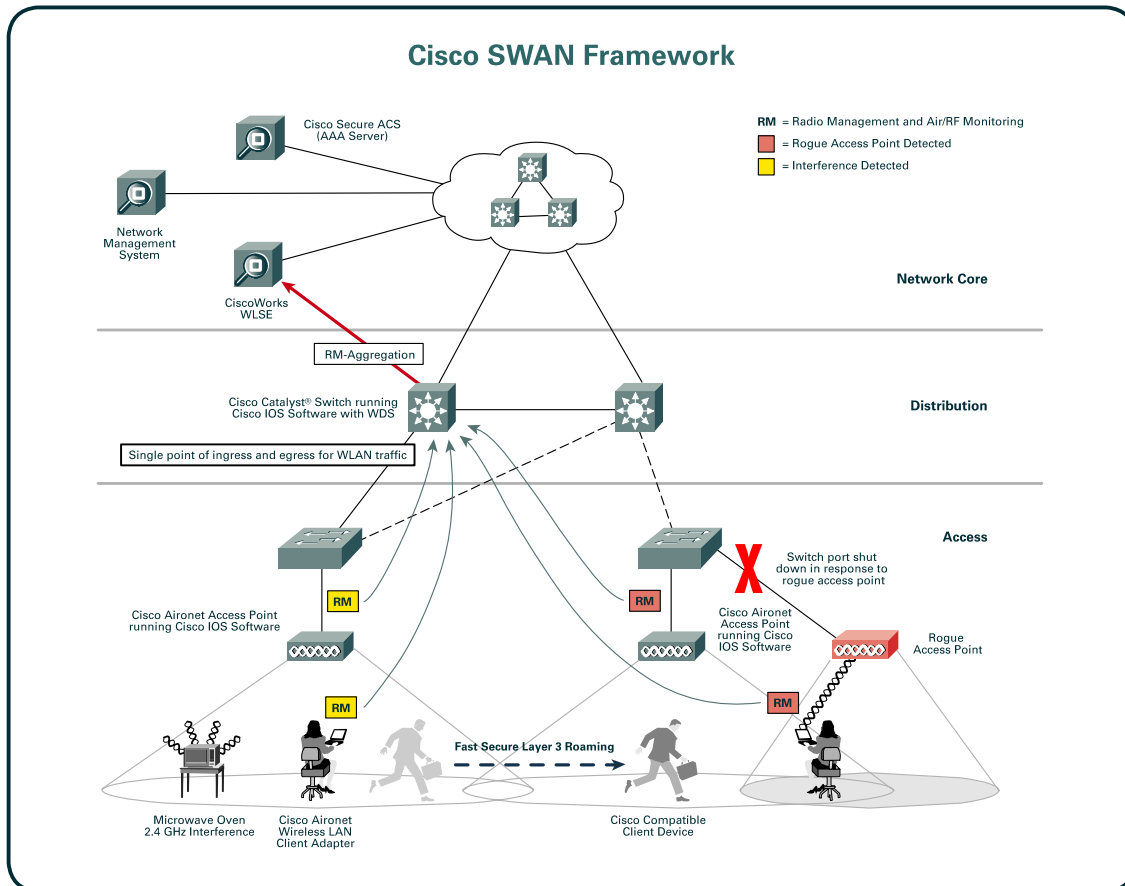 Cisco SWAN Framework
Cisco Secure ACS
(AAA Server)
RM = Radio Management and Air/RF Monitoring
= Rogue Access Point Detected
= Interference Detected
Network
Management
System
CiscoWorks
WLSE
Network Core
RM-Aggregation
Cisco Catalyst® Switch running
Cisco IOS Software with WDS
Distribution
Single point of ingress and egress for WLAN traffic
Access
Switch port shut
down in response to
rogue access point
X
RM
RM
Cisco Aironet Access Point
running Cisco IOS Software
Cisco Aironet
Access Point
running Cisco
IOS Software
Rogue
Access Point
RM
RM
Fast Secure Layer 3 Roaming
Microwave Oven
2.4 GHz Interference
Cisco Aironet
Wireless LAN
Client Adapter
Cisco Compatible
Client Device